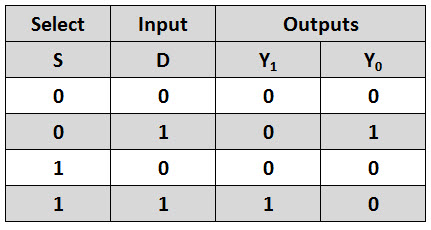 Select Input Outputs
S D Y₁ Y₀
0 0 0 0
0 1 0 1
1 0 0 0
1 1 1 0